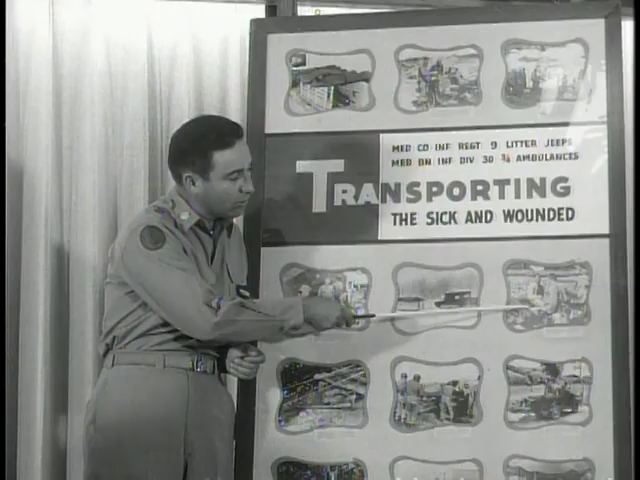 MED CO INF REGT 9 LITTER JEEPS
MED BN INF DIV 30 ¾ AMBULANCES
TRANSPORTING
THE SICK AND WOUNDED